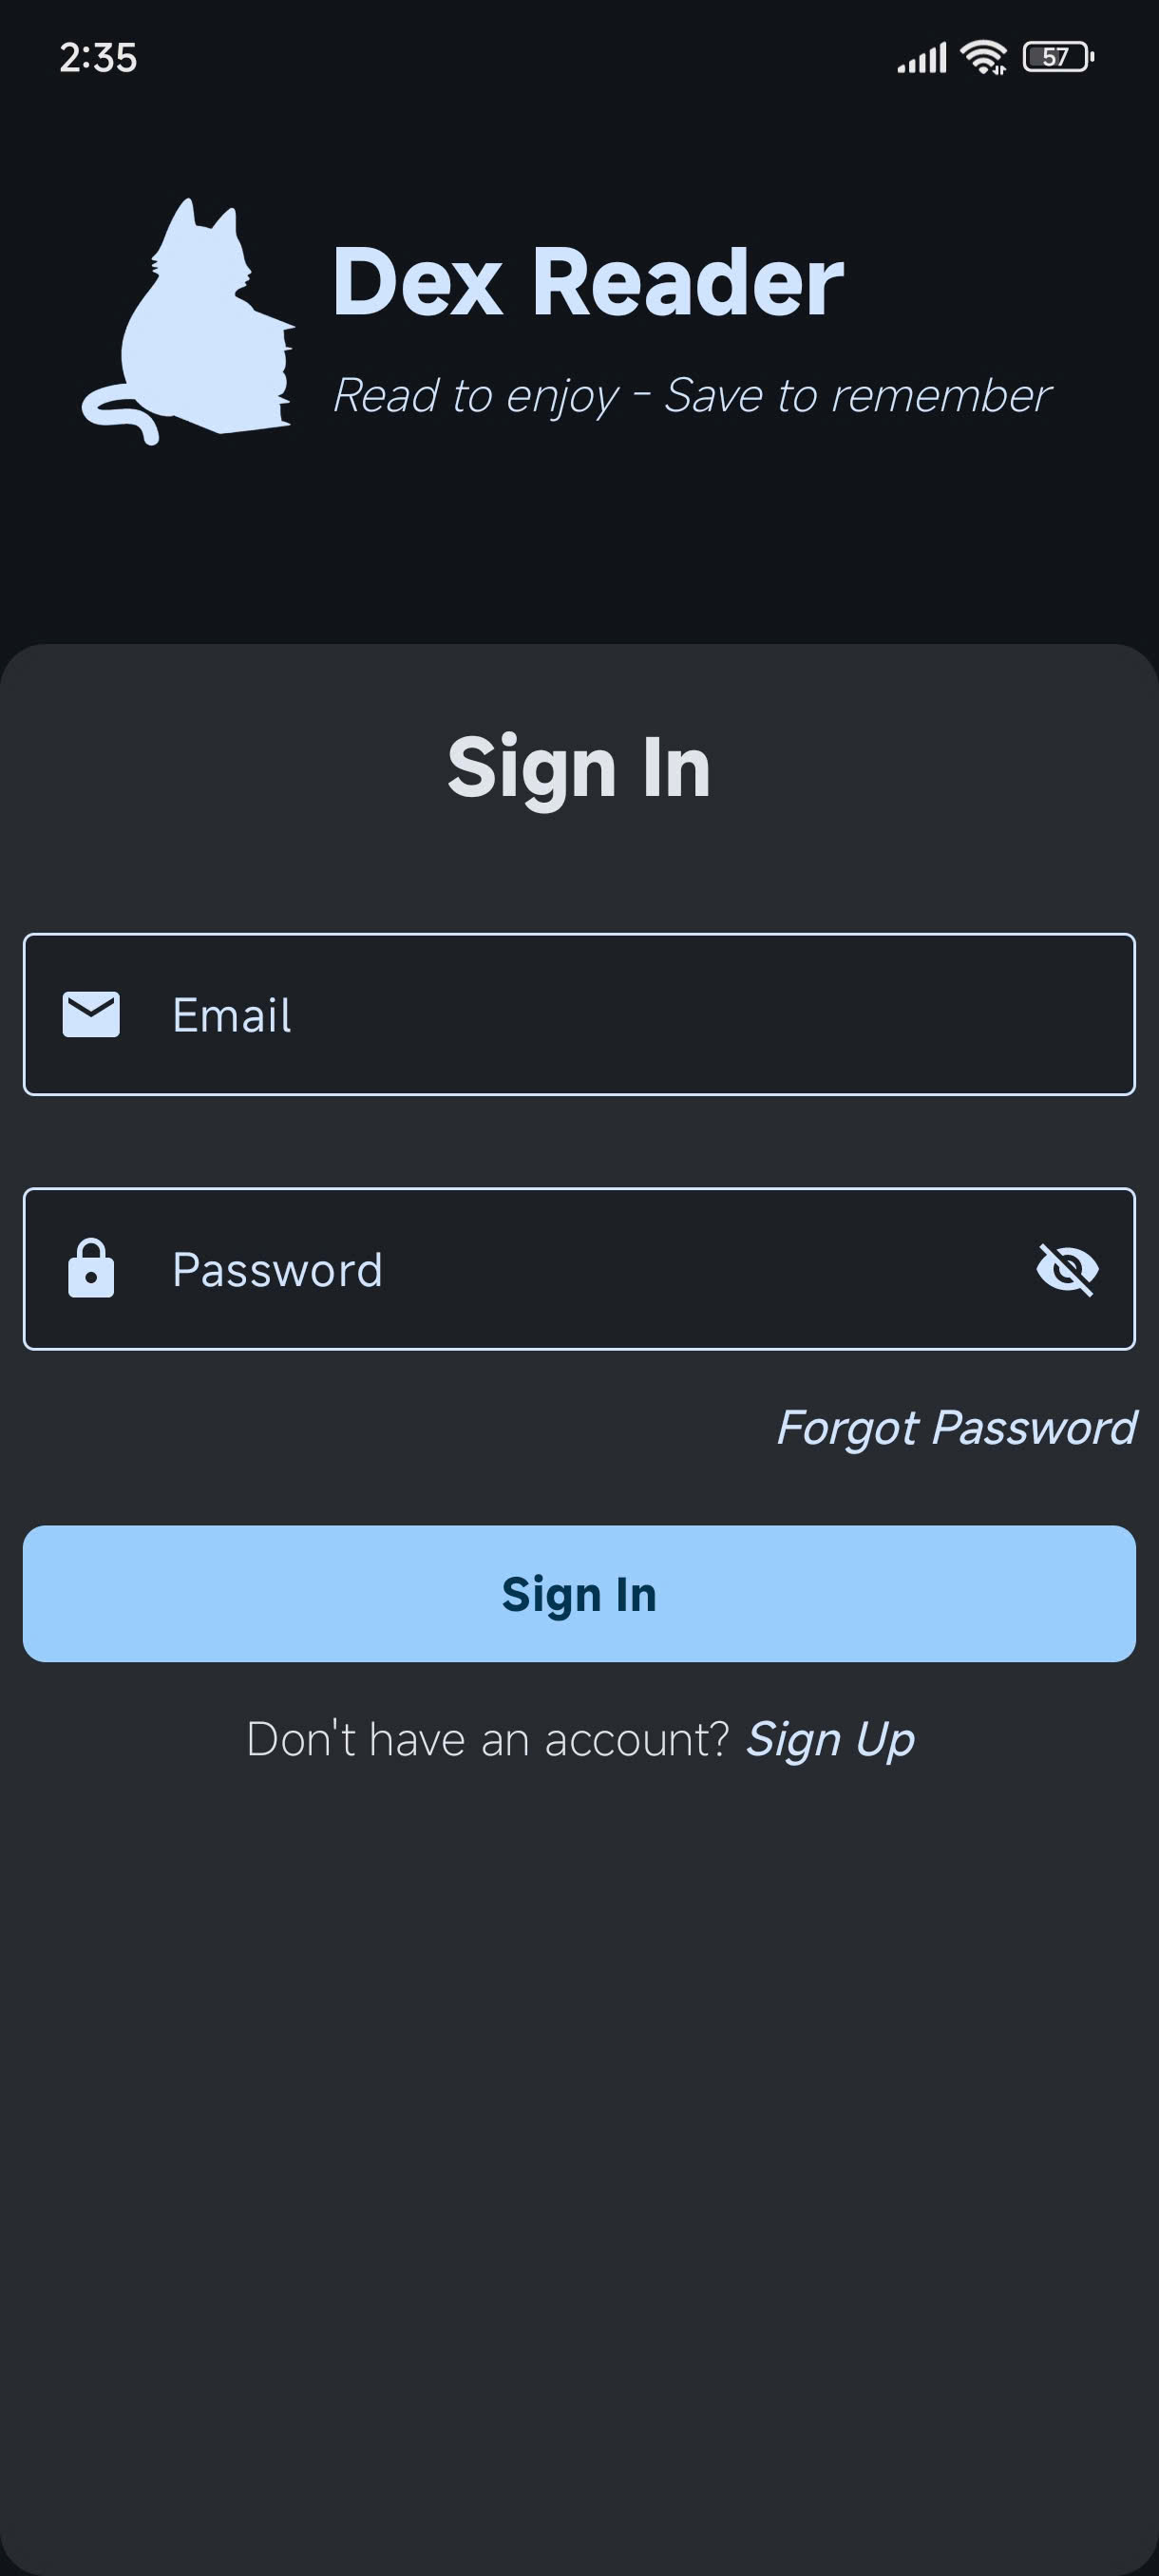 2:35
57
Dex Reader
Read to enjoy - Save to remember
Sign In
Email
Password
Forgot Password
Sign In
Don't have an account? Sign Up